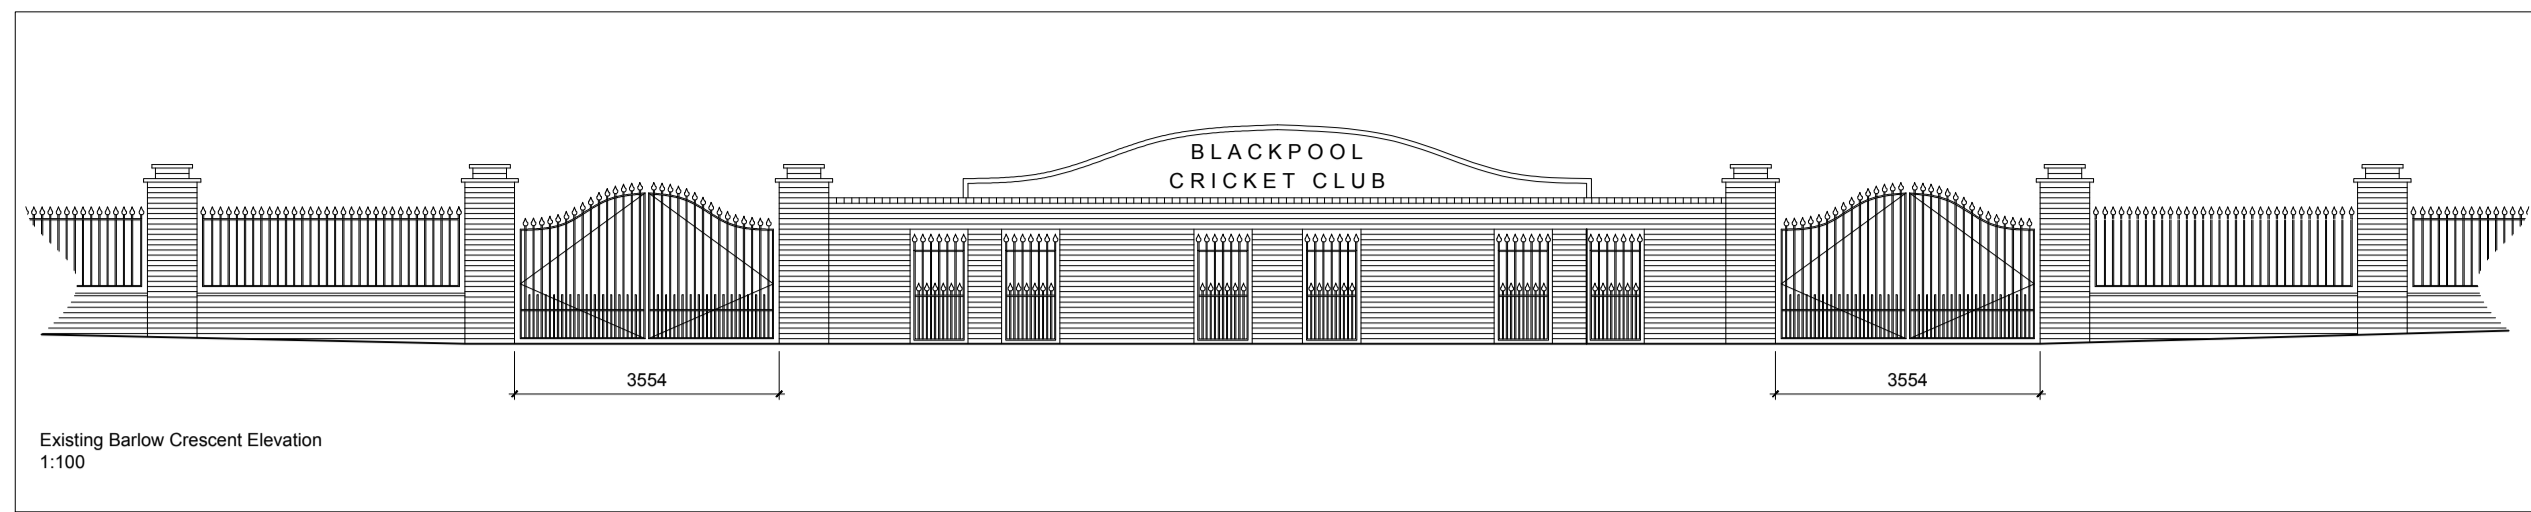 BLACKPOOL
CRICKET CLUB
3554
3554
Existing Barlow Crescent Elevation
1:100